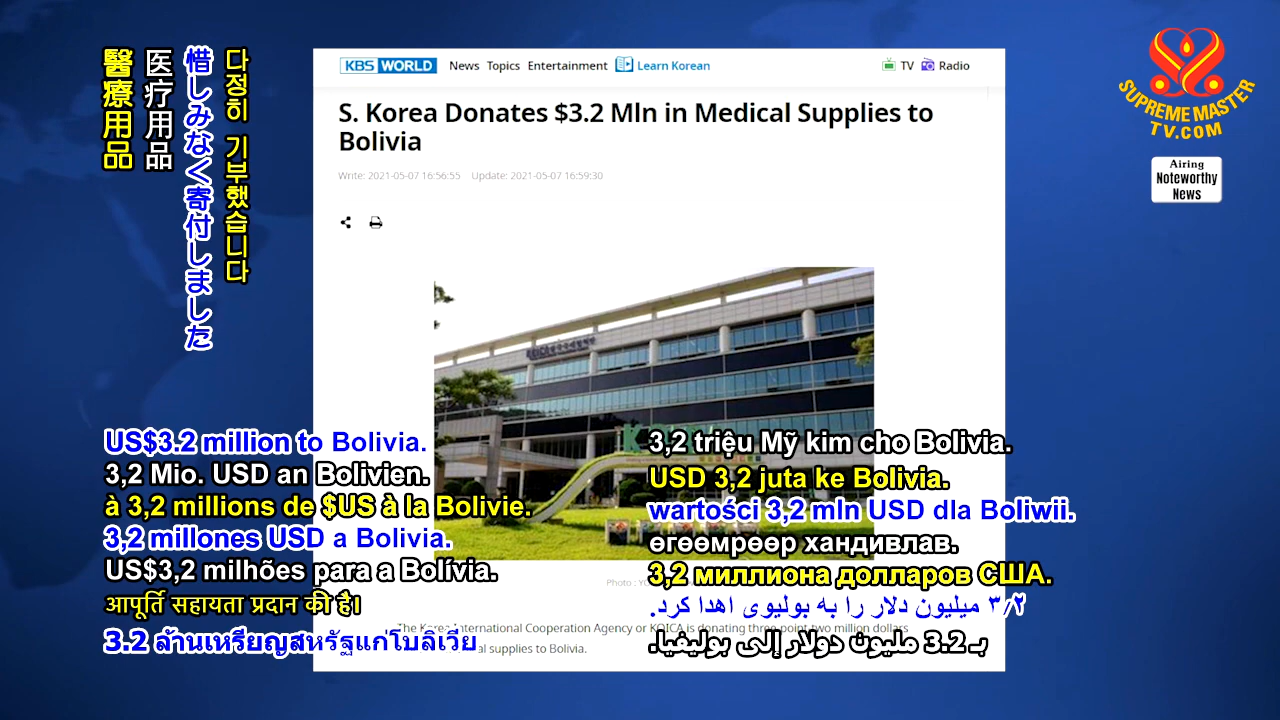 다정히 기부했습니다
惜しみなく寄付しました
医疗用品
醫療用品
KBS WORLD News Topics Entertainment Learn Korean TV Radio
S. Korea Donates $3.2 Mln in Medical Supplies to
Bolivia
Write: 2021-05-07 16:56:55 Update: 2021-05-07 16:59:30
SUPREME MASTER
TV.COM
Airing
Noteworthy
News
KOICA
US$3.2 million to Bolivia.
3,2 Mio. USD an Bolivien.
à 3,2 millions de $US à la Bolivie.
3,2 millones USD a Bolivia.
US$3,2 milhões para a Bolívia.
आपूर्ति सहायता प्रदान की है।
3.2 ล้านเหรียญสหรัฐแก่โบลิเวีย
3,2 triệu Mỹ kim cho Bolivia.
USD 3,2 juta ke Bolivia.
wartości 3,2 mln USD dla Boliwii.
өгөөмрөөр хандивлав.
3,2 миллиона долларов США.
۳٫۲ میلیون دلار را به بولیوی اهدا کرد.
بـ 3.2 مليون دولار إلى بوليفيا.
Photo :
The Korea International Cooperation Agency or KOICA is donating three point two million dollars
supplies to Bolivia.